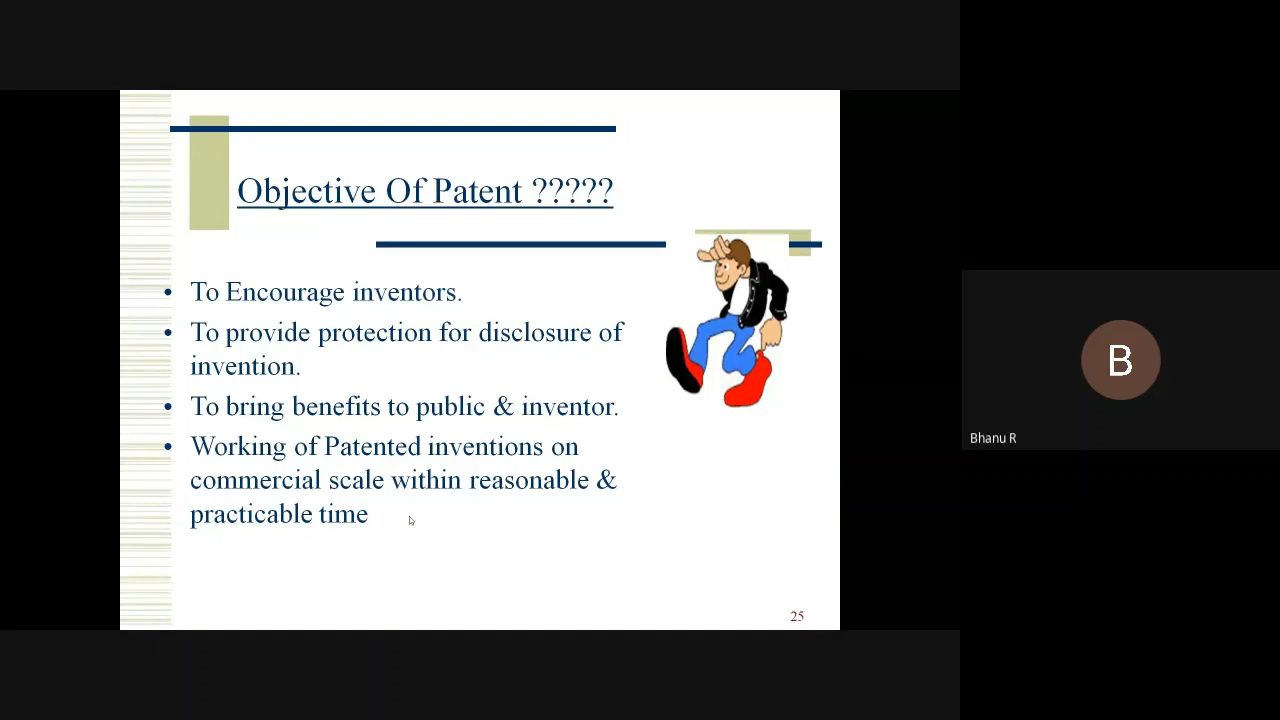 Objective Of Patent ?????
• To Encourage inventors.
• To provide protection for disclosure of
invention.
• To bring benefits to public & inventor.
• Working of Patented inventions on
commercial scale within reasonable &
practicable time
25
B
Bhanu R